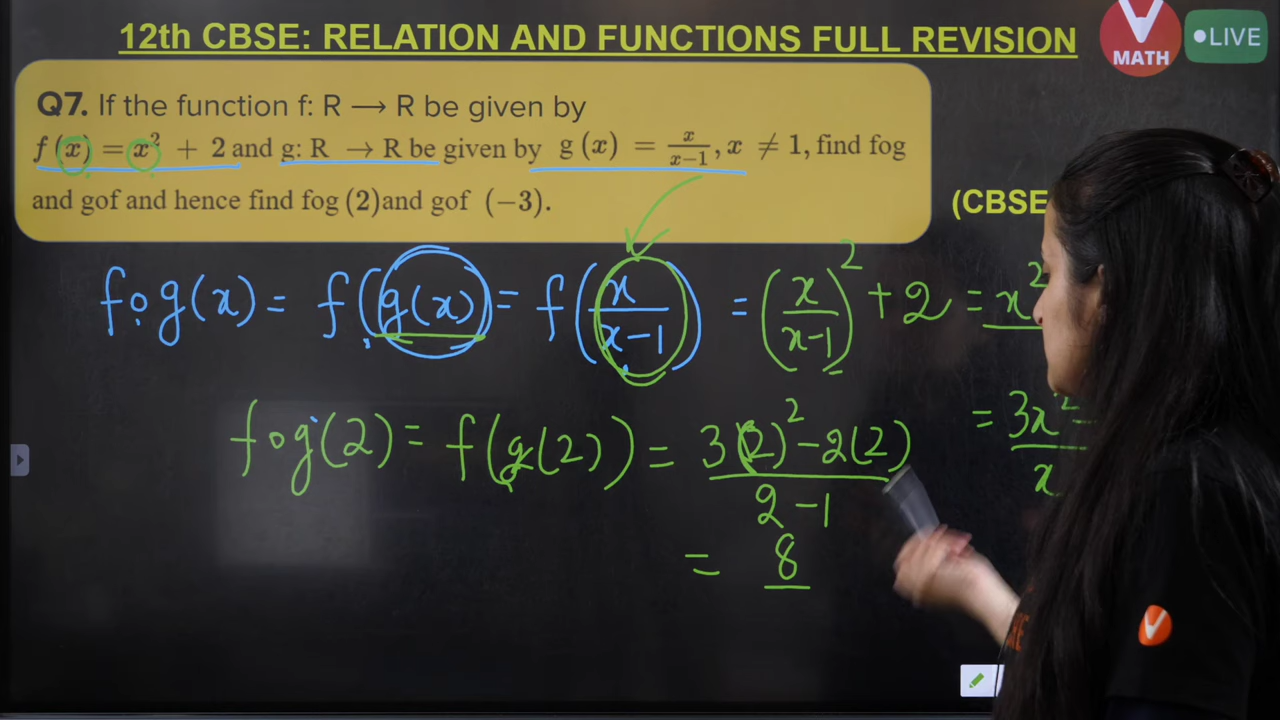 12th CBSE: RELATION AND FUNCTIONS FULL REVISION
MATH
●LIVE
Q7. If the function f: R ⟶ R be given by
f (x) = x² + 2 and g: R → R be given by g (x) = x/(x−1), x ≠ 1, find fog
and gof and hence find fog (2)and gof (−3).
(CBSE
fog(x) = f(g(x)) = f(x/(x-1)) = (x/(x-1))² + 2 = x²
= 3x² -
x
fog(2) = f(g(2)) = (3(2)² - 2(2))/(2-1)
= 8